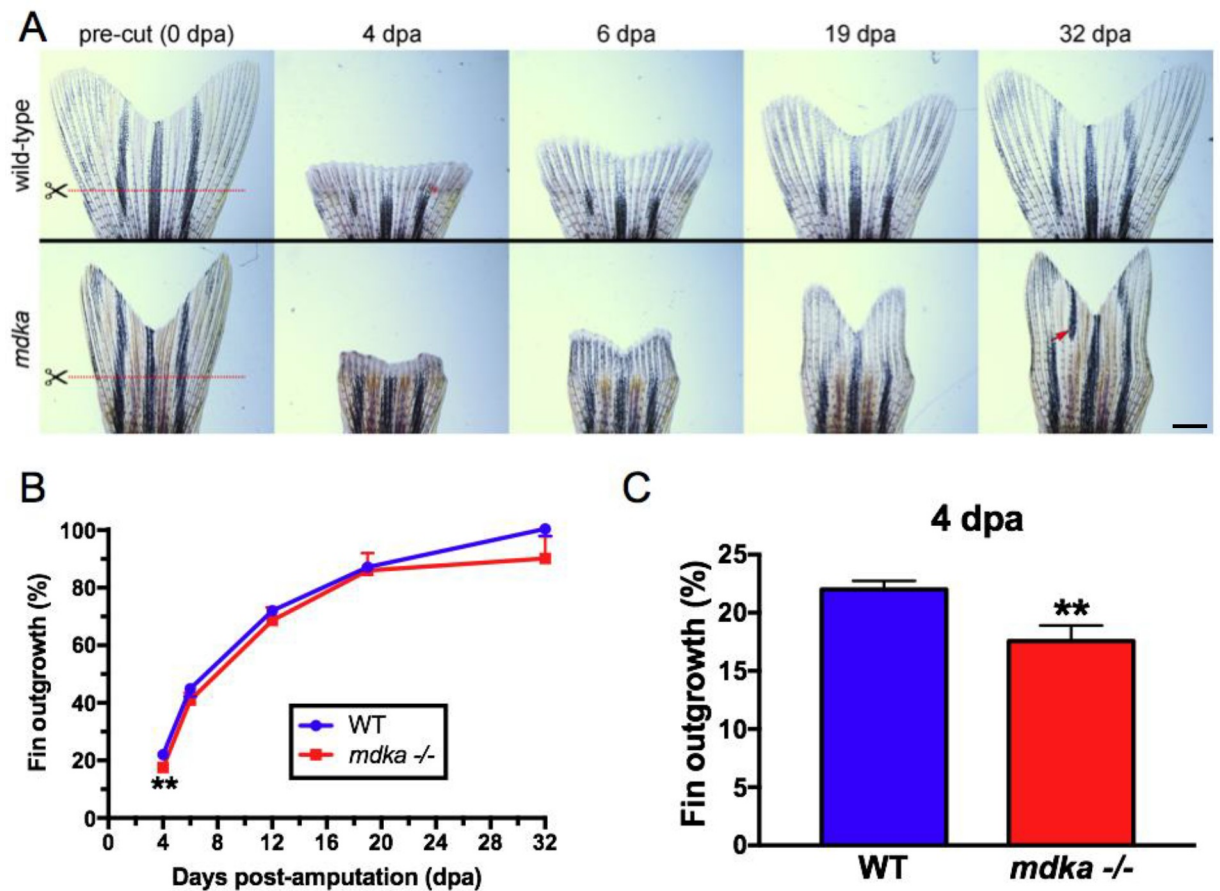 A
pre-cut (0 dpa) 4 dpa 6 dpa 19 dpa 32 dpa
wild-type
mdka
B
Fin outgrowth (%)
100
80
60
40
20
0
WT
mdka -/-
**
0 4 8 12 16 20 24 28 32
Days post-amputation (dpa)
C
4 dpa
Fin outgrowth (%)
25
20
15
10
5
0
**
WT mdka -/-